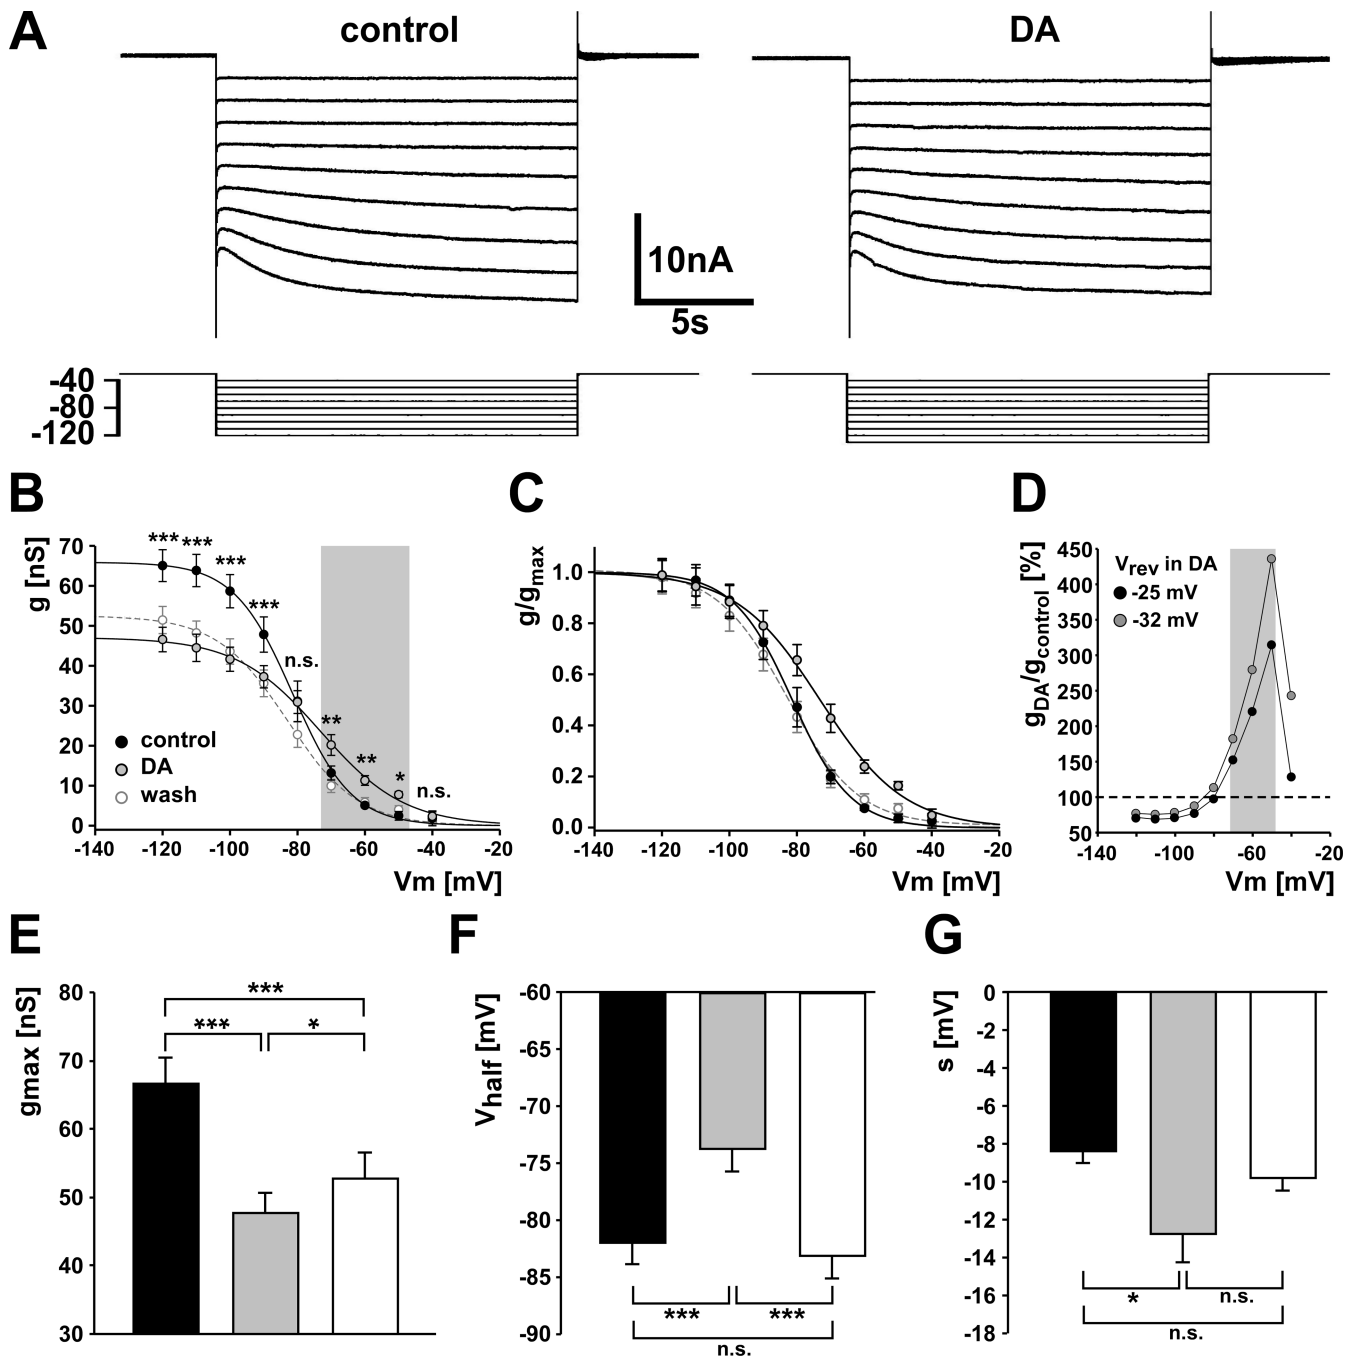 A
control
DA
10nA
5s
-40
-80
-120
B
g [nS]
70
60
50
40
30
20
10
0
*** *** *** *** n.s. ** ** * n.s.
control
DA
wash
-140 -120 -100 -80 -60 -40 -20
Vm [mV]
C
g/gmax
1.0
0.8
0.6
0.4
0.2
0.0
-140 -120 -100 -80 -60 -40 -20
Vm [mV]
D
gDA/gcontrol [%]
450
400
350
300
250
200
150
100
50
Vrev in DA
-25 mV
-32 mV
-140 -100 -60 -20
Vm [mV]
E
gmax [nS]
80
70
60
50
40
30
***
*** *
F
Vhalf [mV]
-60
-65
-70
-75
-80
-85
-90
*** ***
n.s.
G
s [mV]
0
-2
-4
-6
-8
-10
-12
-14
-16
-18
* n.s.
n.s.